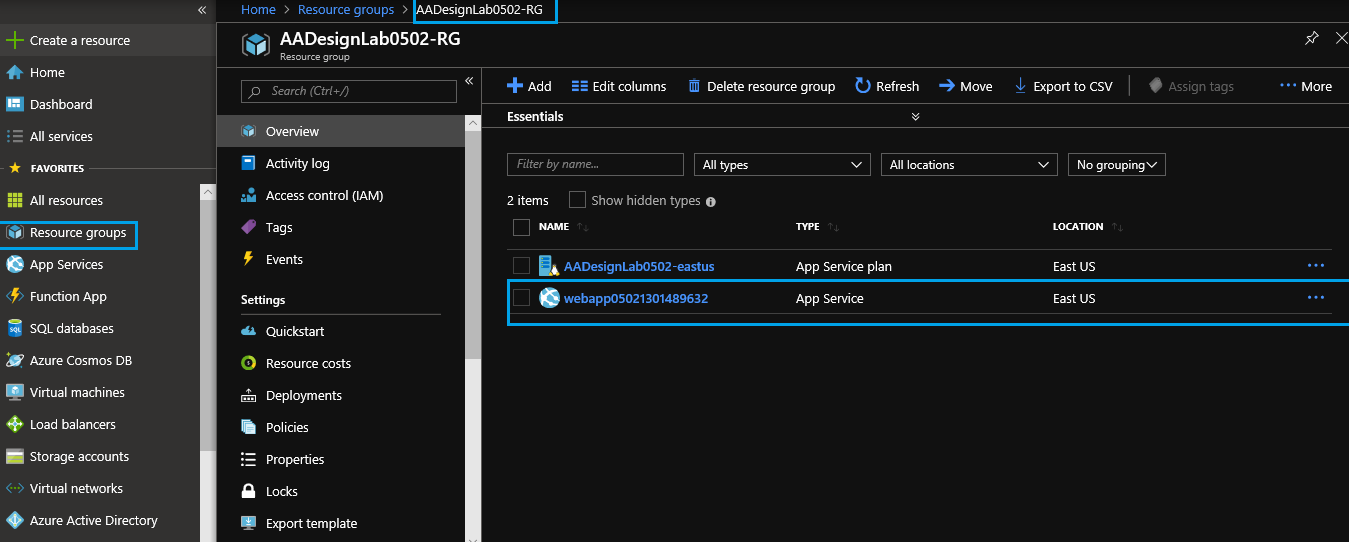 Home > Resource groups > AADesignLab0502-RG
«
Create a resource
Home
Dashboard
All services
FAVORITES
All resources
Resource groups
App Services
Function App
SQL databases
Azure Cosmos DB
Virtual machines
Load balancers
Storage accounts
Virtual networks
Azure Active Directory
AADesignLab0502-RG
Resource group
Search (Ctrl+/)
«
Overview
Activity log
Access control (IAM)
Tags
Events
Settings
Quickstart
Resource costs
Deployments
Policies
Properties
Locks
Export template
Add Edit columns Delete resource group Refresh Move Export to CSV Assign tags ··· More
Essentials
Filter by name... All types All locations No grouping
2 items Show hidden types
NAME TYPE LOCATION
AADesignLab0502-eastus App Service plan East US ···
webapp05021301489632 App Service East US ···